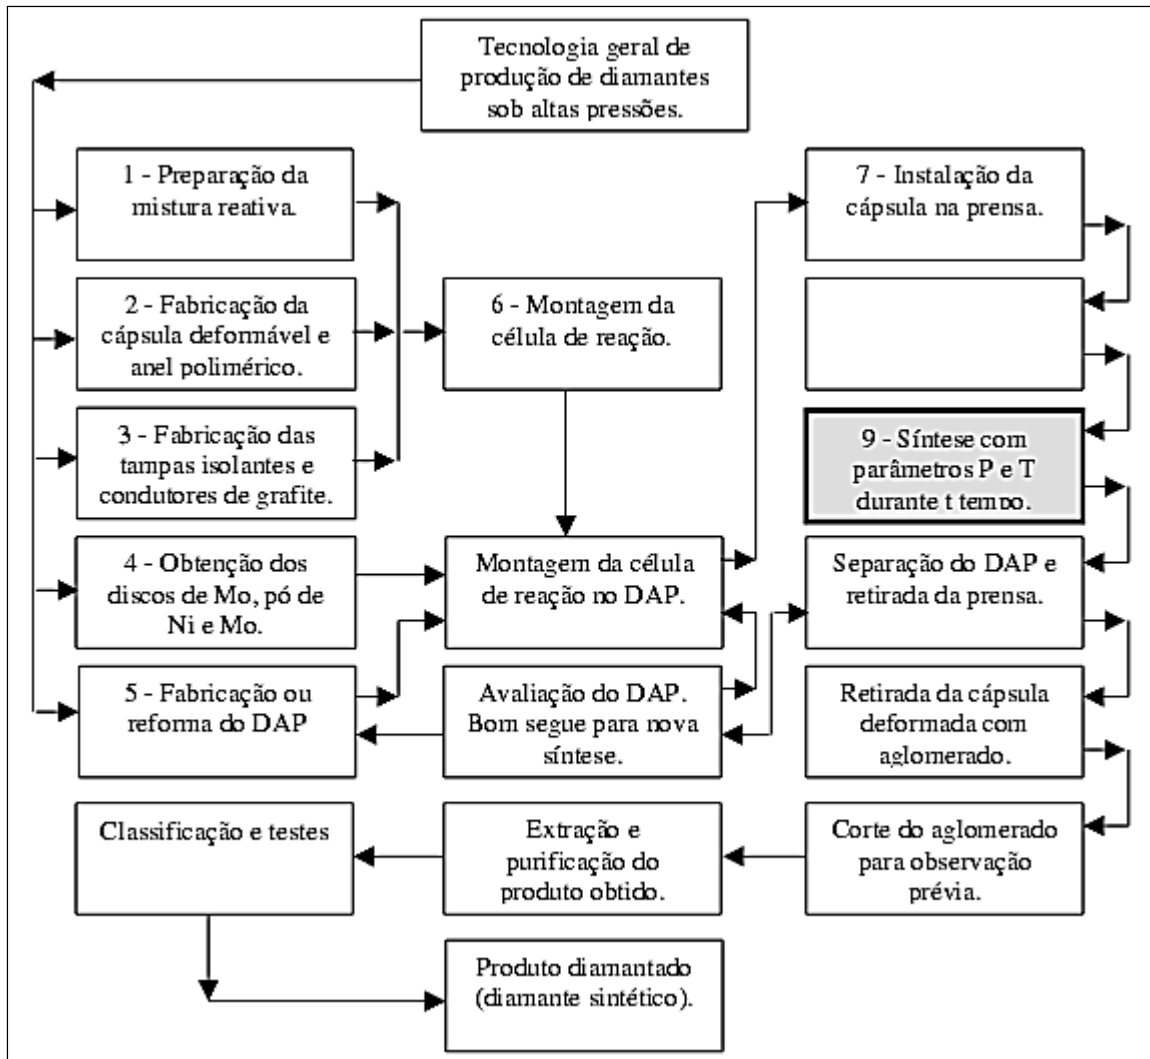 Tecnologia geral de
produção de diamantes
sob altas pressões.
1 - Preparação da
mistura reativa.
2 - Fabricação da
cápsula deformável e
anel polimérico.
3 - Fabricação das
tampas isolantes e
condutores de grafite.
4 - Obtenção dos
discos de Mo, pó de
Ni e Mo.
5 - Fabricação ou
reforma do DAP
6 - Montagem da
célula de reação.
Montagem da célula
de reação no DAP.
Avaliação do DAP.
Bom segue para nova
síntese.
7 - Instalação da
cápsula na prensa.
9 - Síntese com
parâmetros P e T
durante t tempo.
Separação do DAP e
retirada da prensa.
Retirada da cápsula
deformada com
aglomerado.
Corte do aglomerado
para observação
prévia.
Extração e
purificação do
produto obtido.
Classificação e testes
Produto diamantado
(diamante sintético).